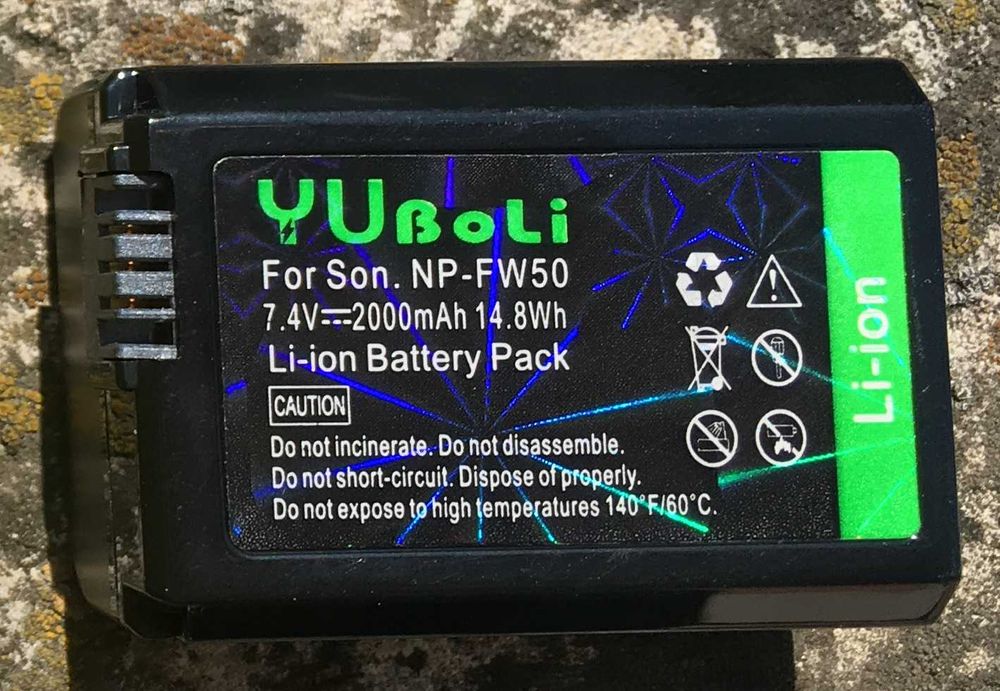 YUBoLi
For Son. NP-FW50
7.4V⎓2000mAh 14.8Wh
Li-ion Battery Pack
CAUTION
Do not incinerate. Do not disassemble.
Do not short-circuit. Dispose of properly.
Do not expose to high temperatures 140°F/60°C.
Li-ion